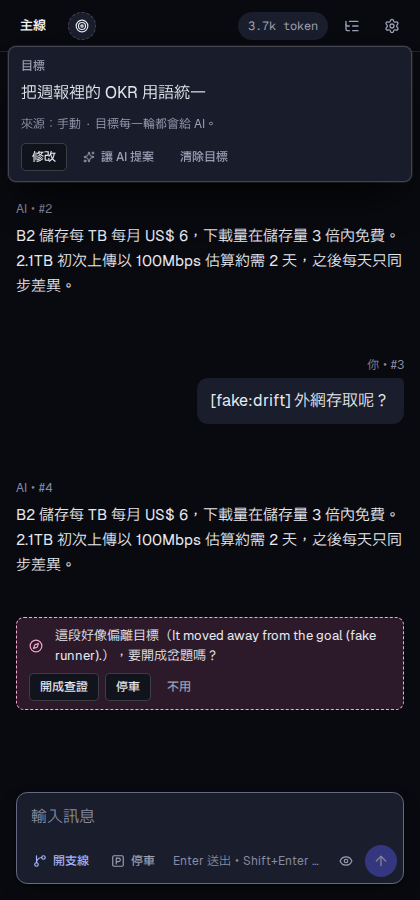 主線
3.7k token
目標
把週報裡的 OKR 用語統一
來源：手動 · 目標每一輪都會給 AI。
修改
讓 AI 提案
清除目標
AI • #2
B2 儲存每 TB 每月 US$ 6，下載量在儲存量 3 倍內免費。
2.1TB 初次上傳以 100Mbps 估算約需 2 天，之後每天只同
步差異。
你 • #3
[fake:drift] 外網存取呢？
AI • #4
B2 儲存每 TB 每月 US$ 6，下載量在儲存量 3 倍內免費。
2.1TB 初次上傳以 100Mbps 估算約需 2 天，之後每天只同
步差異。
這段好像偏離目標（It moved away from the goal (fake
runner).），要開成岔題嗎？
開成查證
停車
不用
輸入訊息
開支線
停車
Enter 送出 • Shift+Enter ...